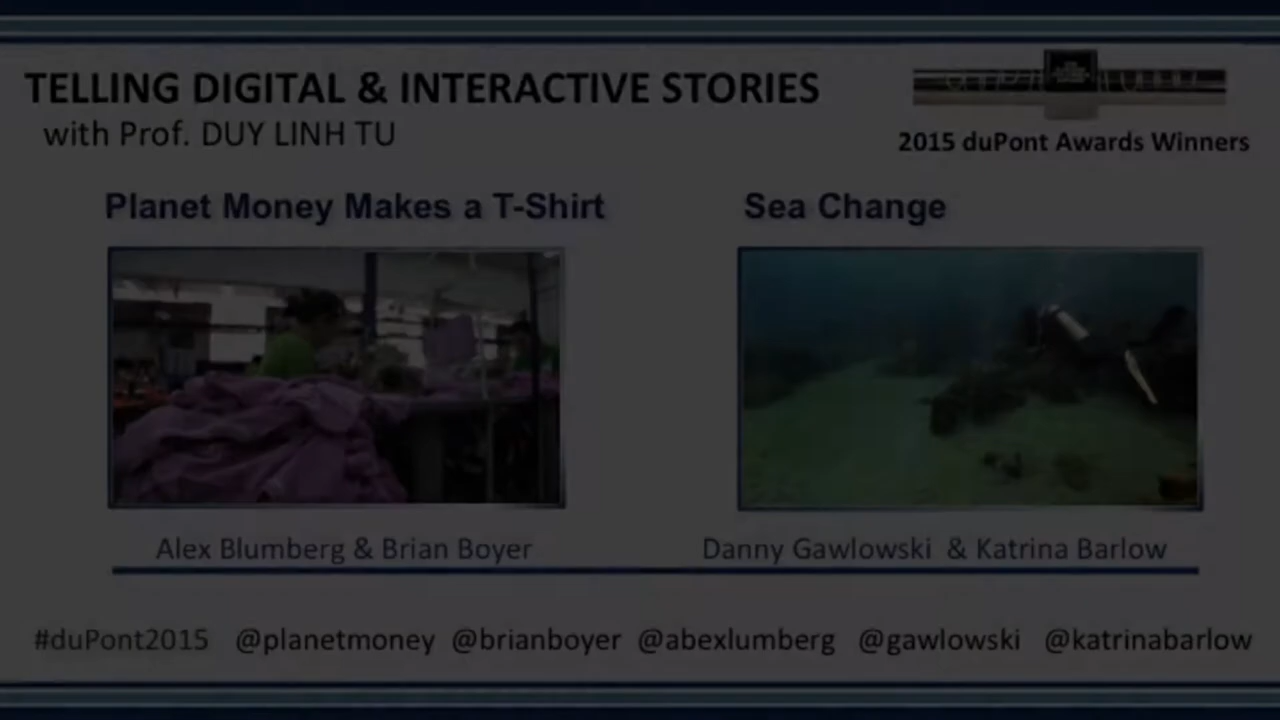 TELLING DIGITAL & INTERACTIVE STORIES
with Prof. DUY LINH TU
2015 duPont Awards Winners
Planet Money Makes a T-Shirt
Sea Change
Alex Blumberg & Brian Boyer
Danny Gawlowski & Katrina Barlow
#duPont2015 @planetmoney @brianboyer @abexlumberg @gawlowski @katrinabarlow